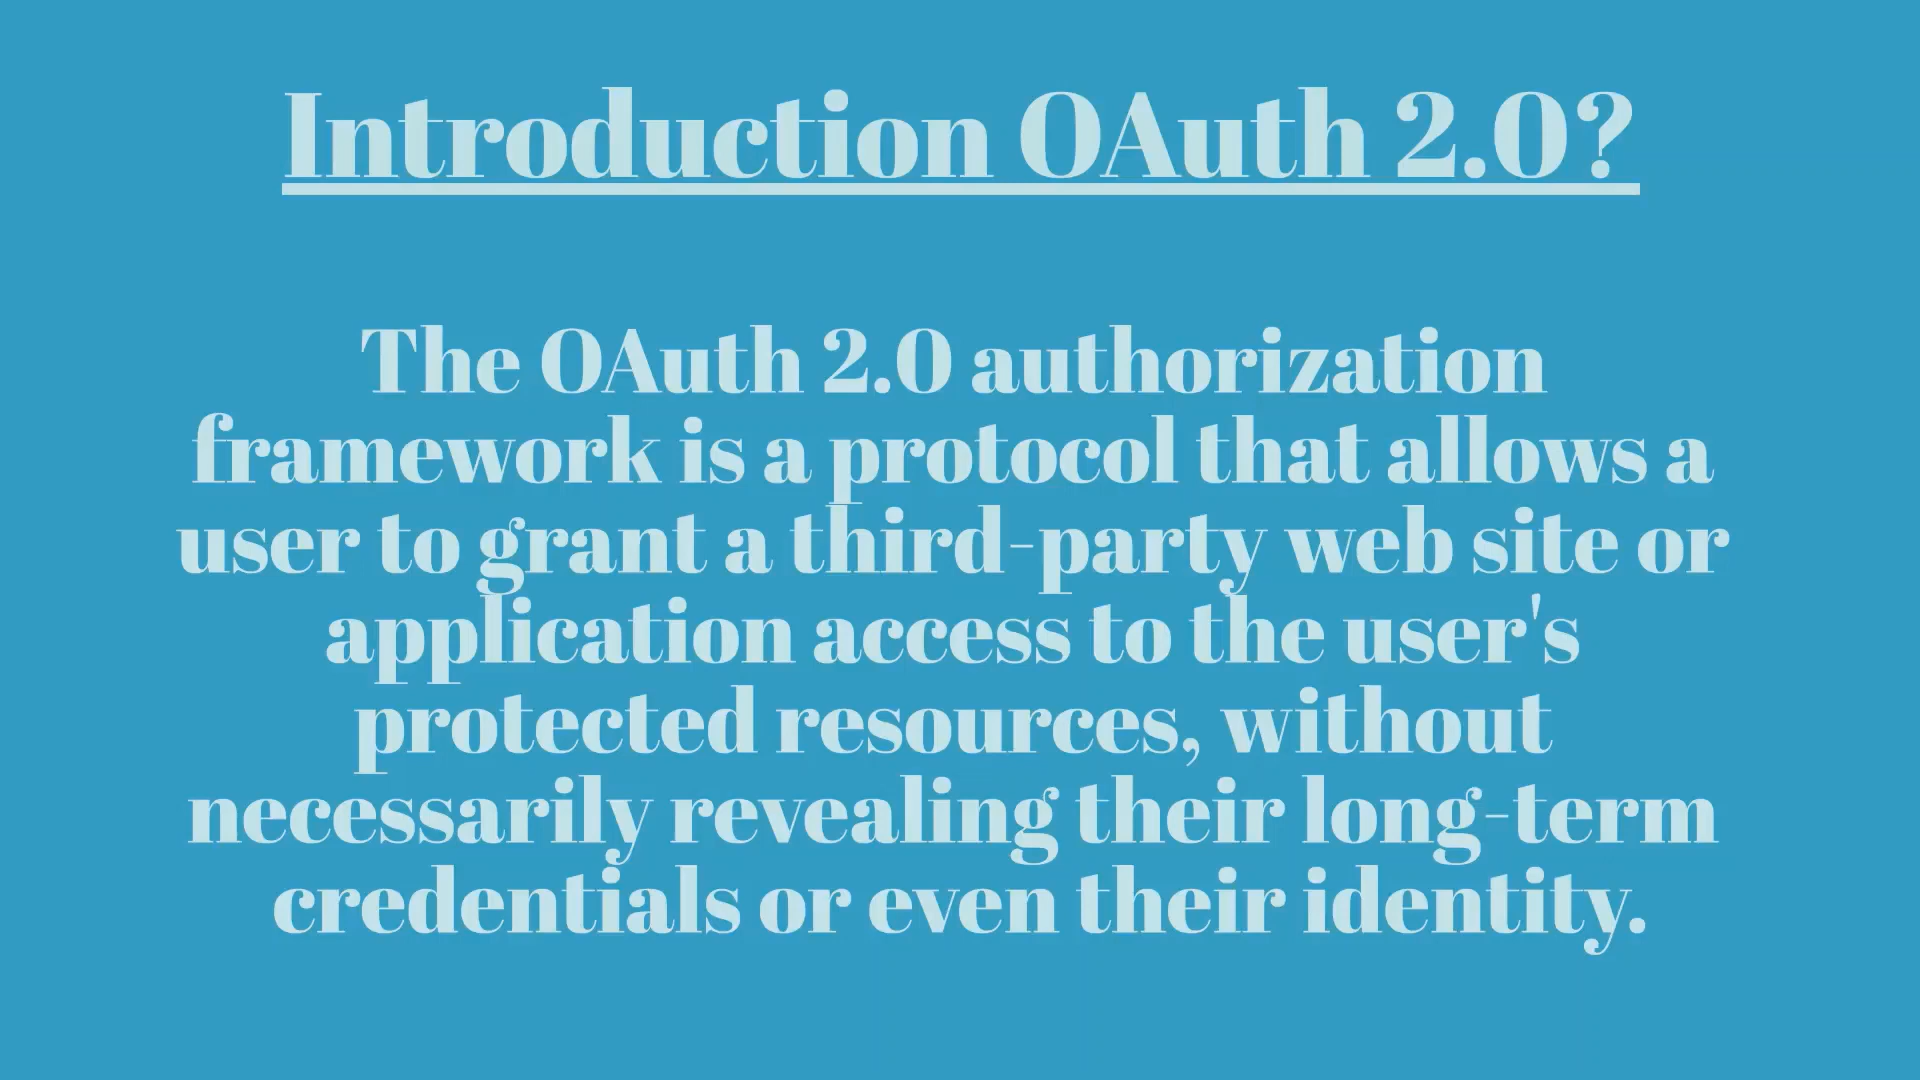 Introduction OAuth 2.0?
The OAuth 2.0 authorization
framework is a protocol that allows a
user to grant a third-party web site or
application access to the user's
protected resources, without
necessarily revealing their long-term
credentials or even their identity.